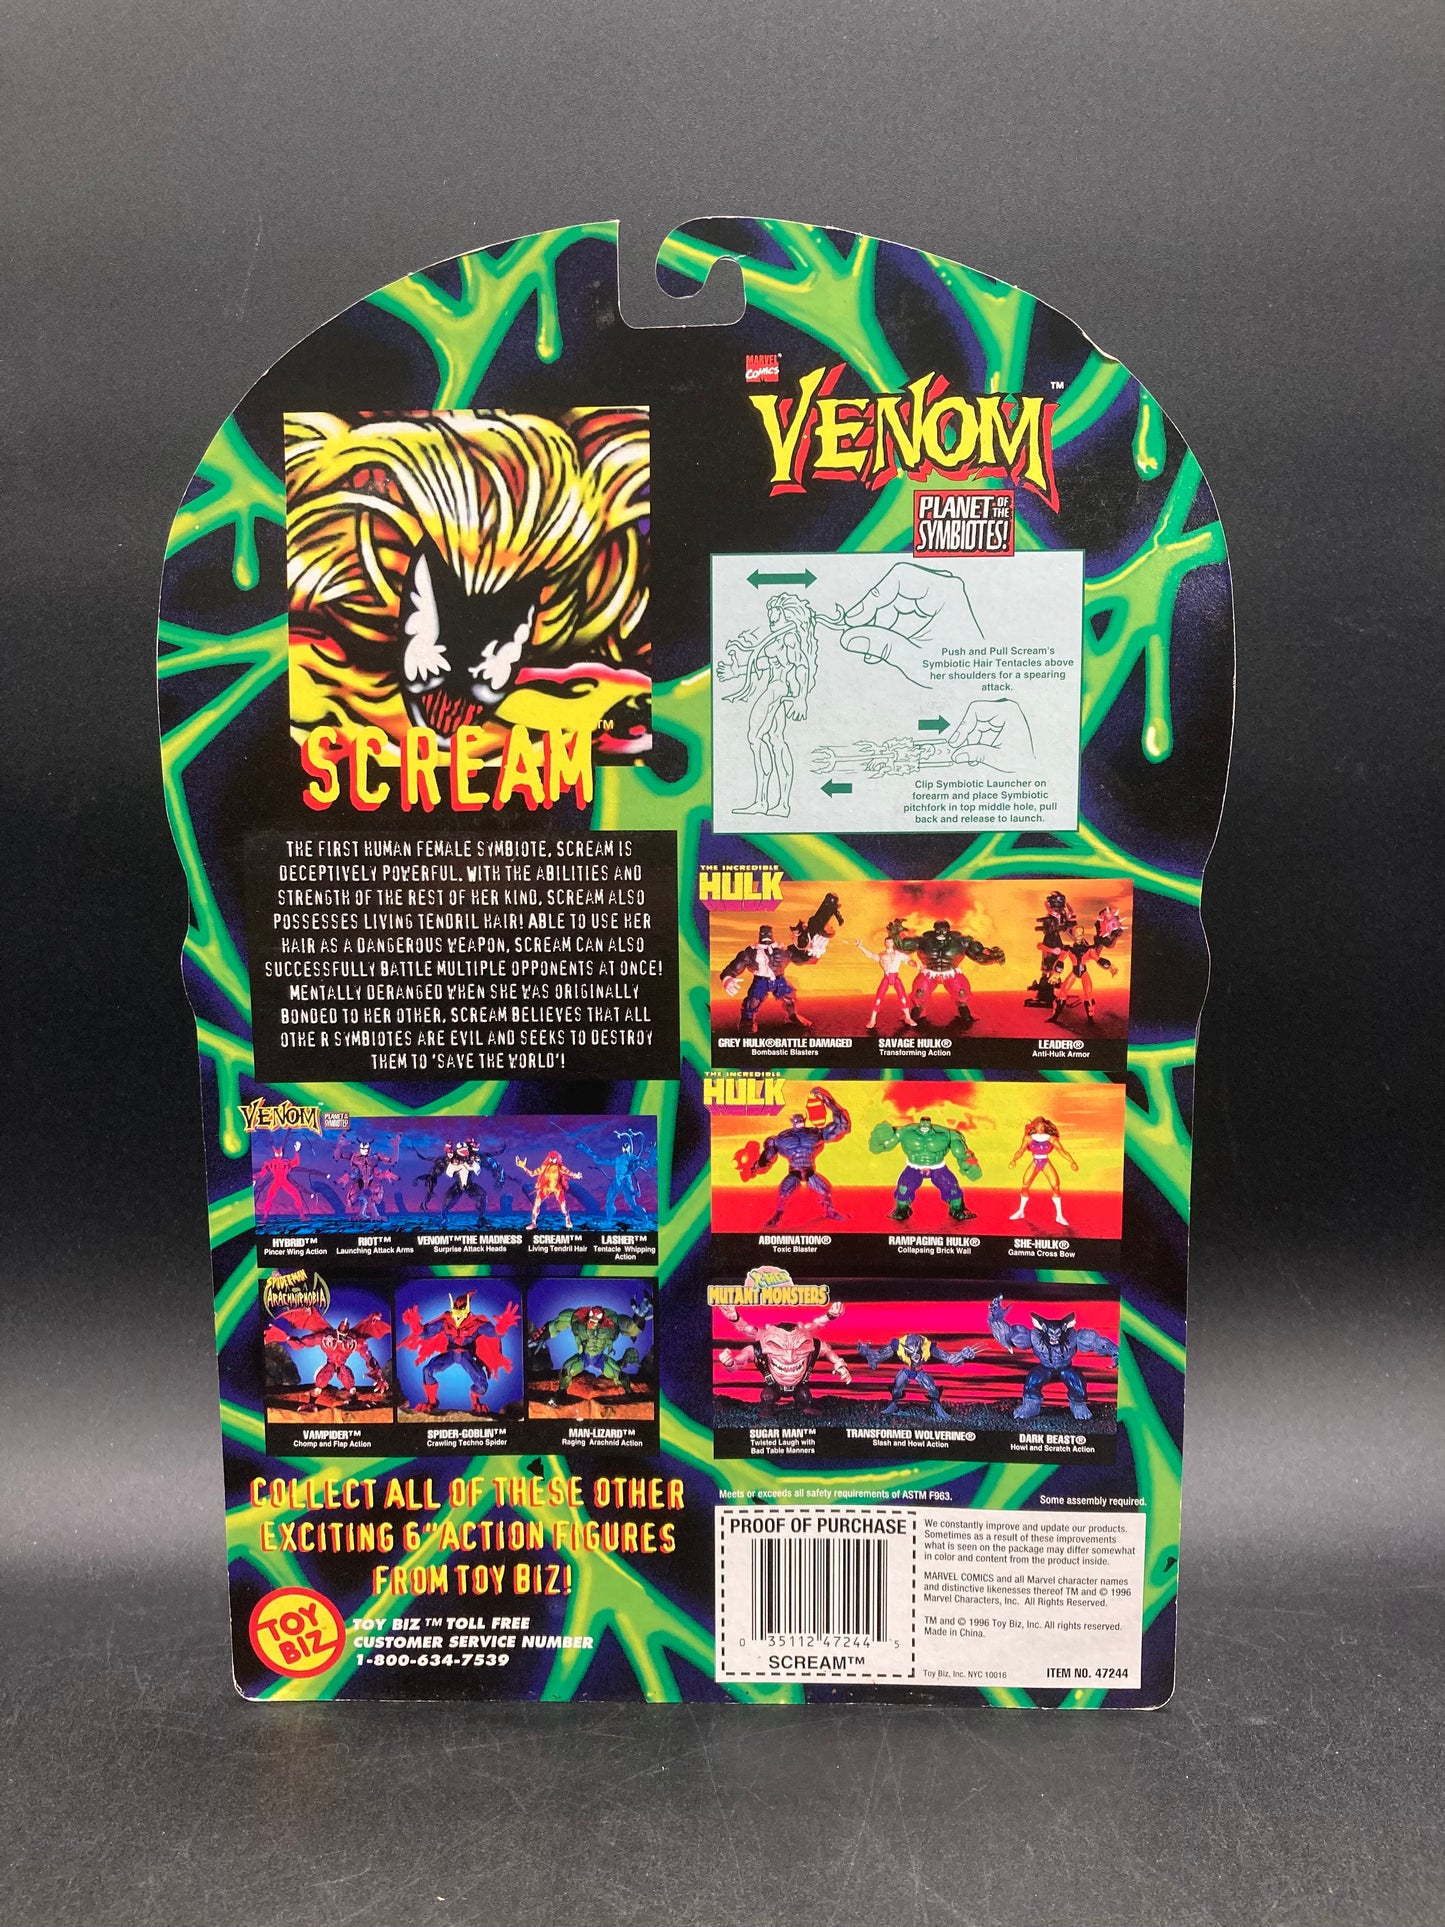 MARVEL®
COMICS
VENOM™
PLANET OF THE
SYMBIOTES!
TM
SCREAM
THE FIRST HUMAN FEMALE SYMBIOTE, SCREAM IS
DECEPTIVELY POWERFUL. WITH THE ABILITIES AND
STRENGTH OF THE REST OF HER KIND, SCREAM ALSO
POSSESSES LIVING TENDRIL HAIR! ABLE TO USE HER
HAIR AS A DANGEROUS WEAPON, SCREAM CAN ALSO
SUCCESSFULLY BATTLE MULTIPLE OPPONENTS AT ONCE!
MENTALLY DERANGED WHEN SHE WAS ORIGINALLY
BONDED TO HER OTHER, SCREAM BELIEVES THAT ALL
OTHE R SYMBIOTES ARE EVIL AND SEEKS TO DESTROY
THEM TO 'SAVE THE WORLD'!
Push and Pull Scream's
Symbiotic Hair Tentacles above
her shoulders for a spearing
attack.
Clip Symbiotic Launcher on
forearm and place Symbiotic
pitchfork in top middle hole, pull
back and release to launch.
THE INCREDIBLE
HULK
GREY HULK®BATTLE DAMAGED
Bombastic Blasters
SAVAGE HULK®
Transforming Action
LEADER®
Anti-Hulk Armor
THE INCREDIBLE
HULK
ABOMINATION®
Toxic Blaster
RAMPAGING HULK®
Collapsing Brick Wall
SHE-HULK®
Gamma Cross Bow
X-MEN
MUTANT MONSTERS
SUGAR MAN™
Twisted Laugh with
Bad Table Manners
TRANSFORMED WOLVERINE®
Slash and Howl Action
DARK BEAST®
Howl and Scratch Action
VENOM
PLANET OF THE
SYMBIOTES!
HYBRID™
Pincer Wing Action
RIOT™
Launching Attack Arms
VENOM™THE MADNESS
Surprise Attack Heads
SCREAM™
Living Tendril Hair
LASHER™
Tentacle Whipping
Action
SPIDER-MAN
ARACHNIPHOBIA
VAMPIDER™
Chomp and Flap Action
SPIDER-GOBLIN™
Crawling Techno Spider
MAN-LIZARD™
Raging Arachnid Action
COLLECT ALL OF THESE OTHER
EXCITING 6" ACTION FIGURES
FROM TOY BIZ!
TOY
BIZ
TOY BIZ ™ TOLL FREE
CUSTOMER SERVICE NUMBER
1-800-634-7539
Meets or exceeds all safety requirements of ASTM F963.
Some assembly required.
PROOF OF PURCHASE
0 35112 47244 5
SCREAM™
We constantly improve and update our products.
Sometimes as a result of these improvements
what is seen on the package may differ somewhat
in color and content from the product inside.
MARVEL COMICS and all Marvel character names
and distinctive likenesses thereof TM and © 1996
Marvel Characters, Inc. All Rights Reserved.
TM and © 1996 Toy Biz, Inc. All rights reserved.
Made in China.
Toy Biz, Inc. NYC 10016
ITEM NO. 47244